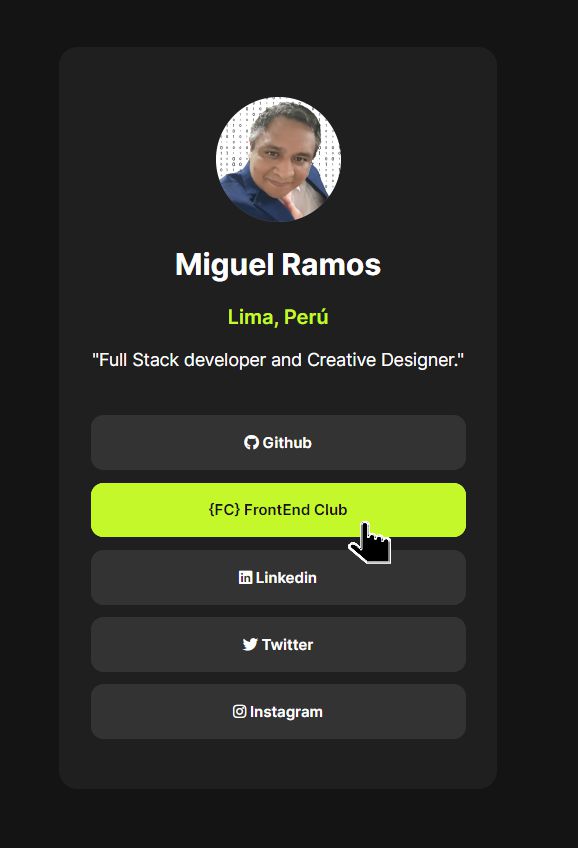 Miguel Ramos
Lima, Perú
"Full Stack developer and Creative Designer."
Github
{FC} FrontEnd Club
Linkedin
Twitter
Instagram